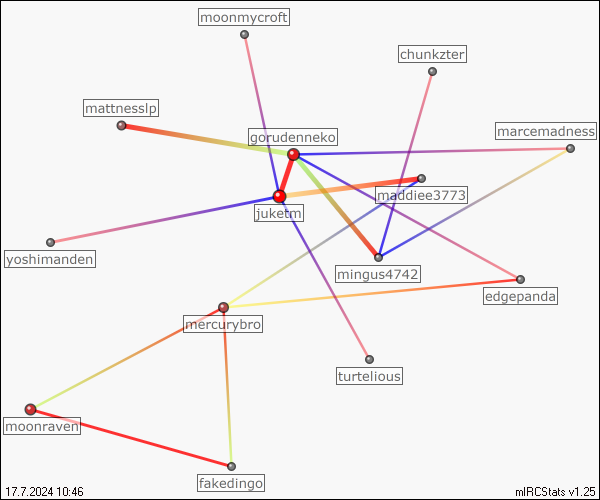 moonmycroft
chunkzter
mattnesslp
gorudenneko
marcemadness
maddiee3773
juketm
yoshimanden
mingus4742
edgepanda
mercurybro
turtelious
moonraven
fakedingo
17.7.2024 10:46
mIRCStats v1.25